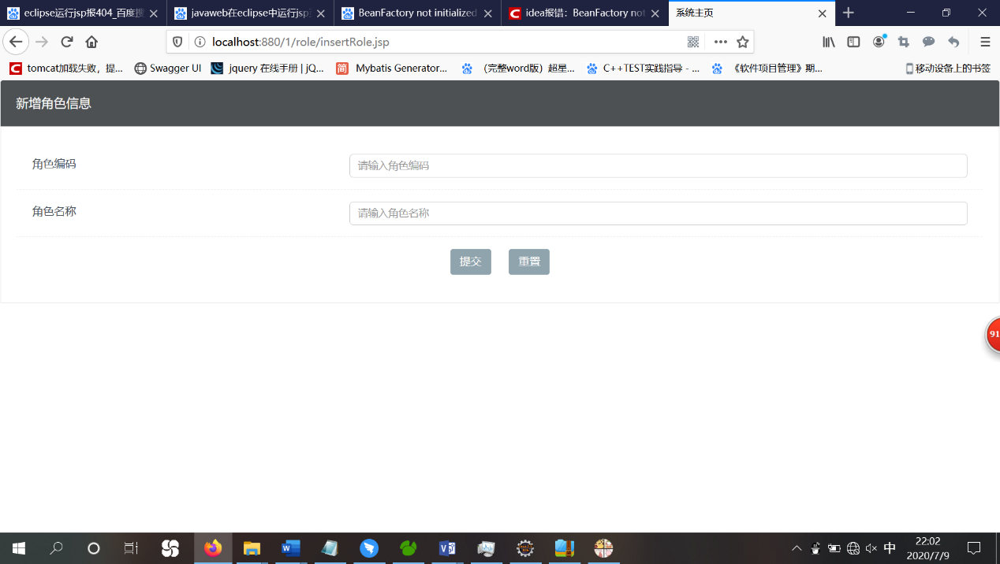 eclipse运行jsp报404_百度搜
javaweb在eclipse中运行jsp
BeanFactory not initialized
idea报错：BeanFactory not
系统主页
localhost:880/1/role/insertRole.jsp
tomcat加载失败，提...
Swagger UI
jquery 在线手册 | jQ...
简 Mybatis Generator...
（完整word版）超星...
C++TEST实践指导 - ...
《软件项目管理》期...
移动设备上的书签
新增角色信息
角色编码
请输入角色编码
角色名称
请输入角色名称
提交
重置
91
中
22:02
2020/7/9